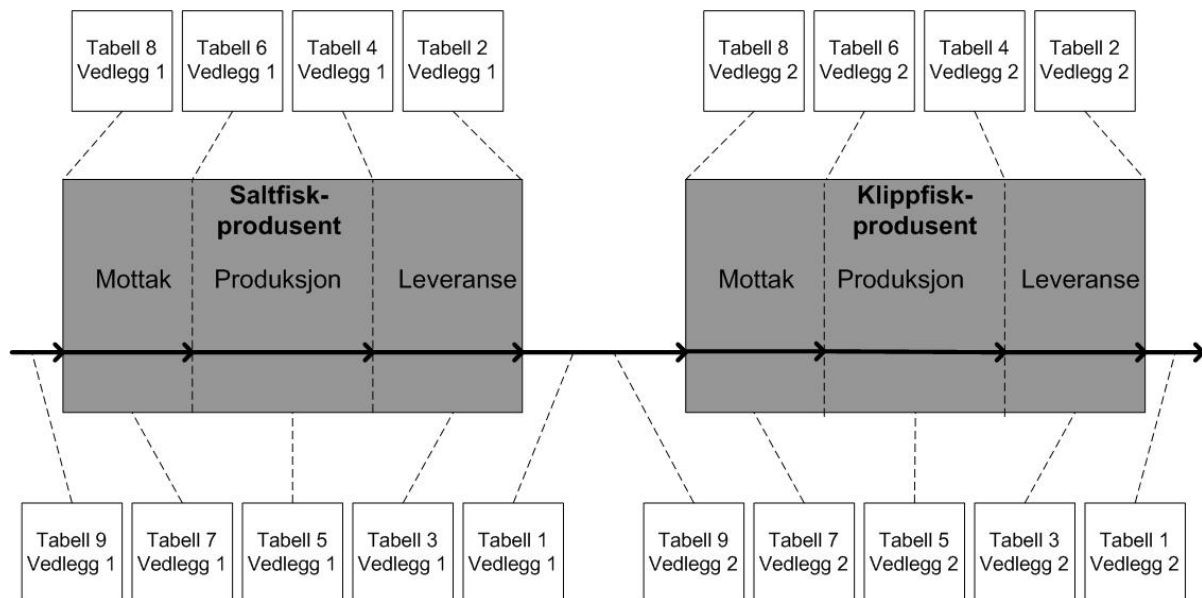 Tabell 8
Vedlegg 1
Tabell 6
Vedlegg 1
Tabell 4
Vedlegg 1
Tabell 2
Vedlegg 1
Tabell 8
Vedlegg 2
Tabell 6
Vedlegg 2
Tabell 4
Vedlegg 2
Tabell 2
Vedlegg 2
Saltfisk-
produsent
Mottak
Produksjon
Leveranse
Klippfisk-
produsent
Mottak
Produksjon
Leveranse
Tabell 9
Vedlegg 1
Tabell 7
Vedlegg 1
Tabell 5
Vedlegg 1
Tabell 3
Vedlegg 1
Tabell 1
Vedlegg 1
Tabell 9
Vedlegg 2
Tabell 7
Vedlegg 2
Tabell 5
Vedlegg 2
Tabell 3
Vedlegg 2
Tabell 1
Vedlegg 2